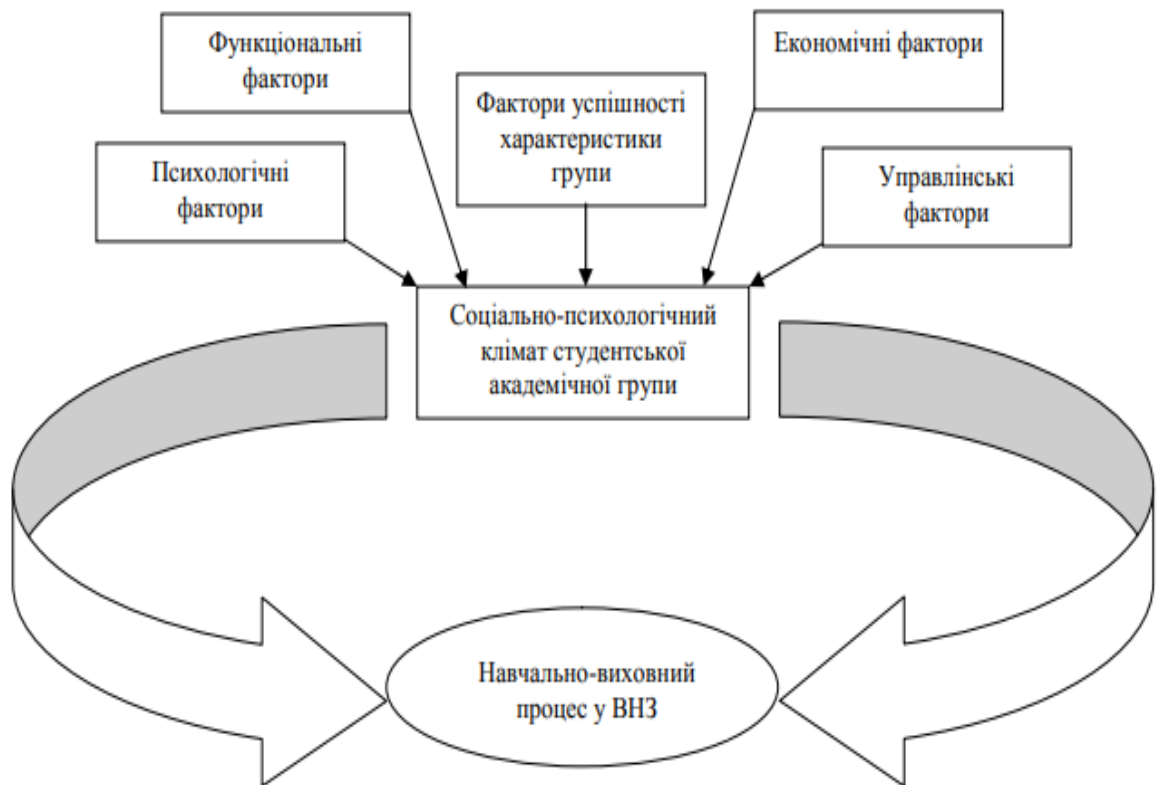 Функціональні
фактори
Економічні фактори
Фактори успішності
характеристики
групи
Психологічні
фактори
Управлінські
фактори
Соціально-психологічний
клімат студентської
академічної групи
Навчально-виховний
процес у ВНЗ